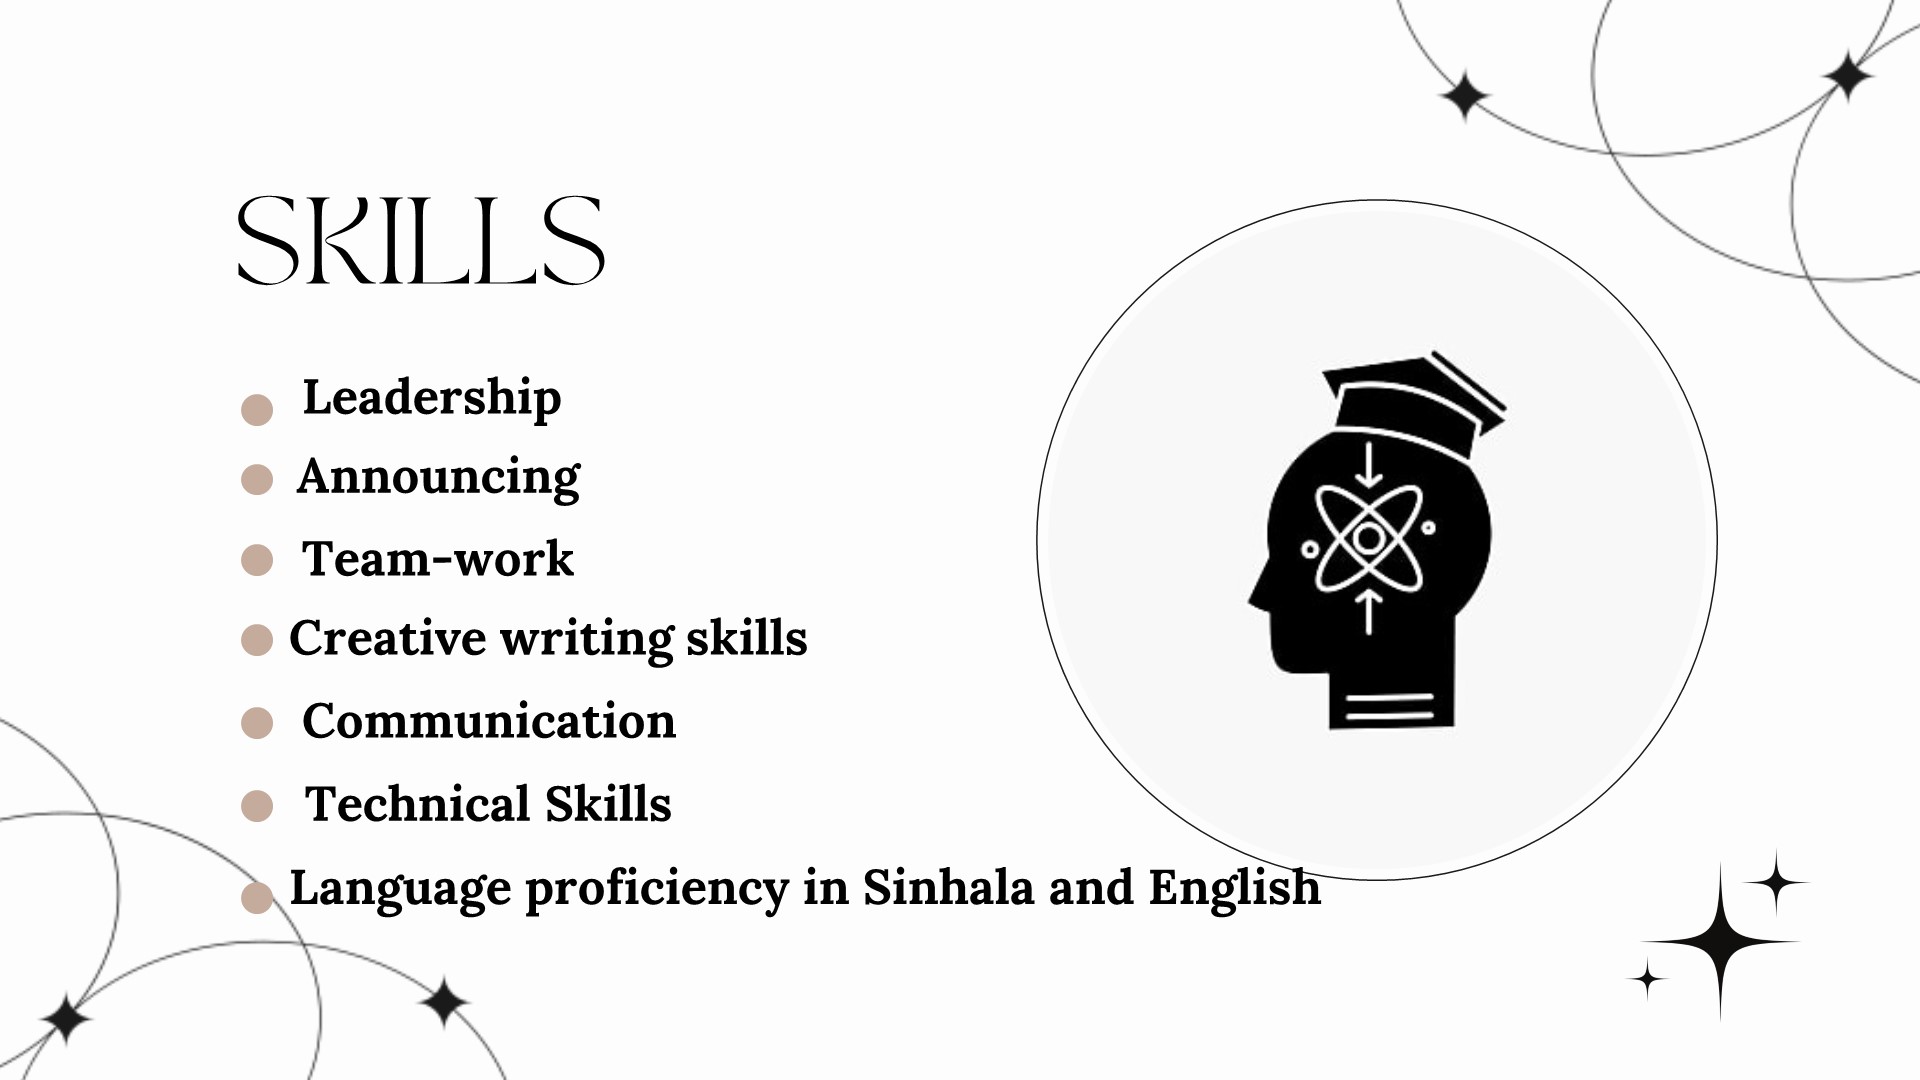 SKILLS
Leadership
Announcing
Team-work
Creative writing skills
Communication
Technical Skills
Language proficiency in Sinhala and English